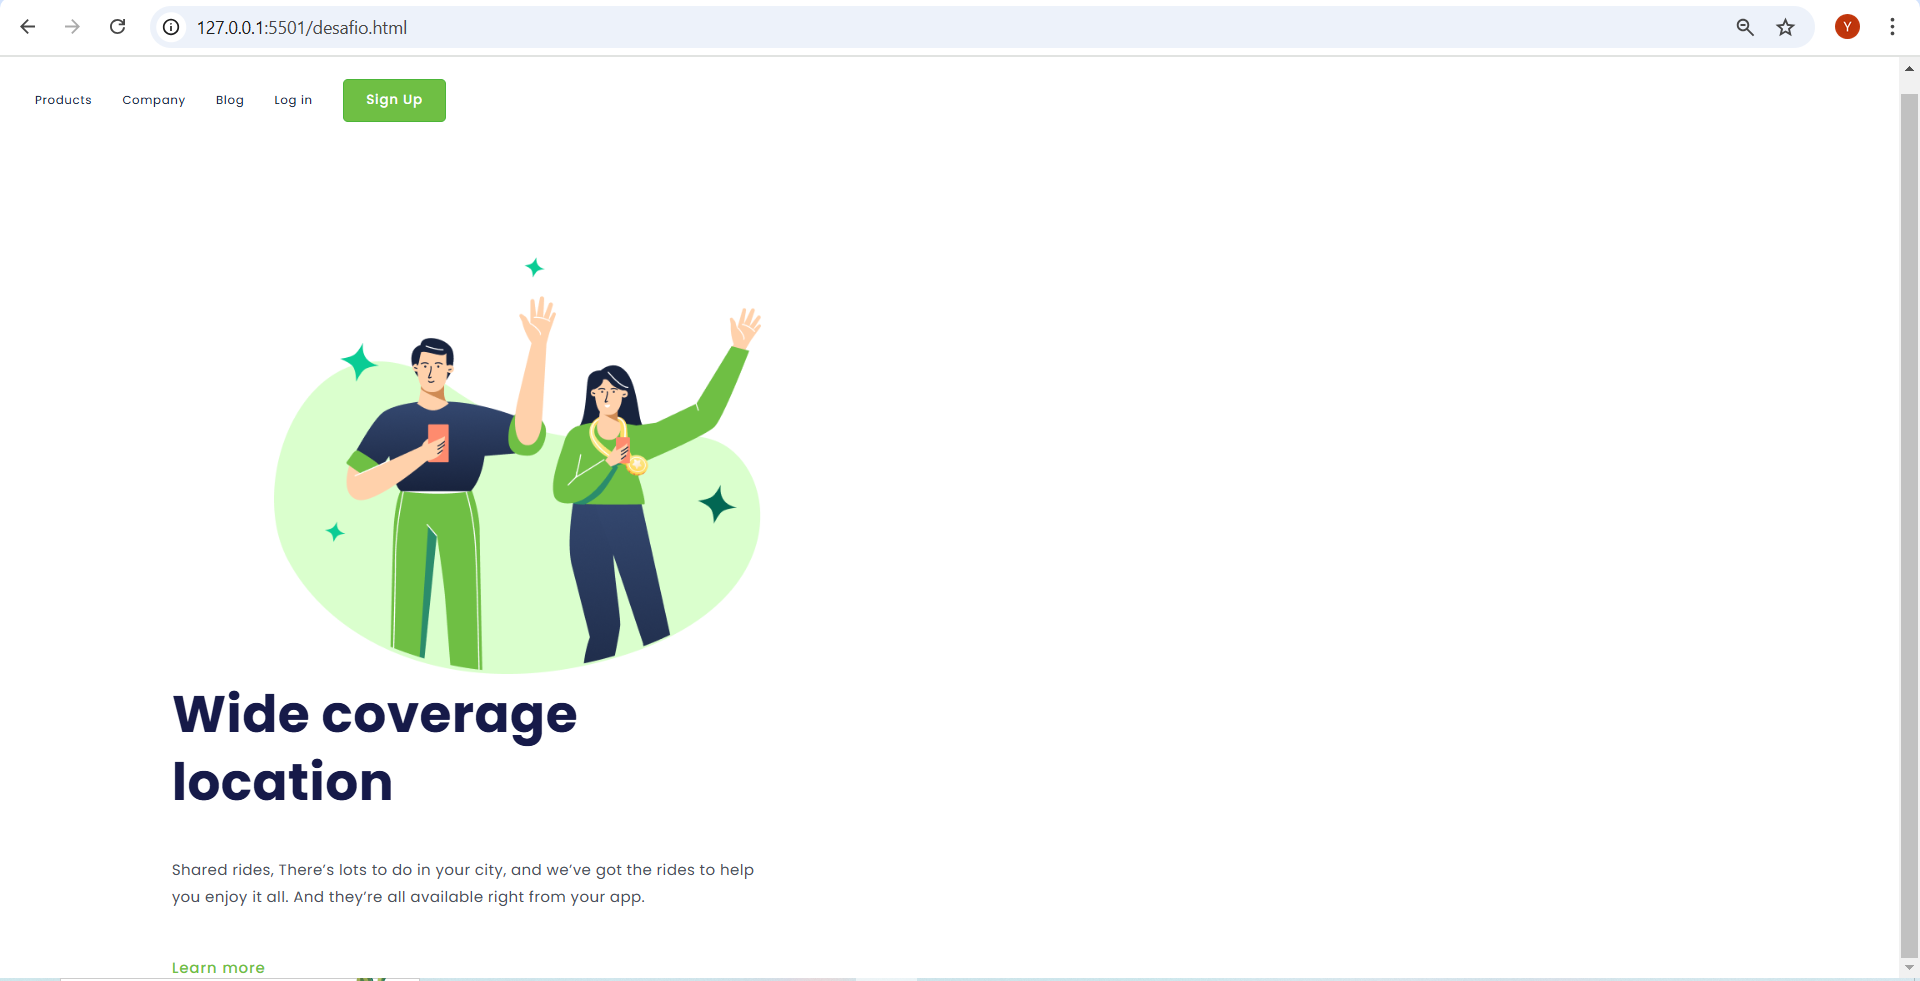 127.0.0.1:5501/desafio.html
Y
Products Company Blog Log in Sign Up
Wide coverage
location
Shared rides, There’s lots to do in your city, and we’ve got the rides to help
you enjoy it all. And they’re all available right from your app.
Learn more